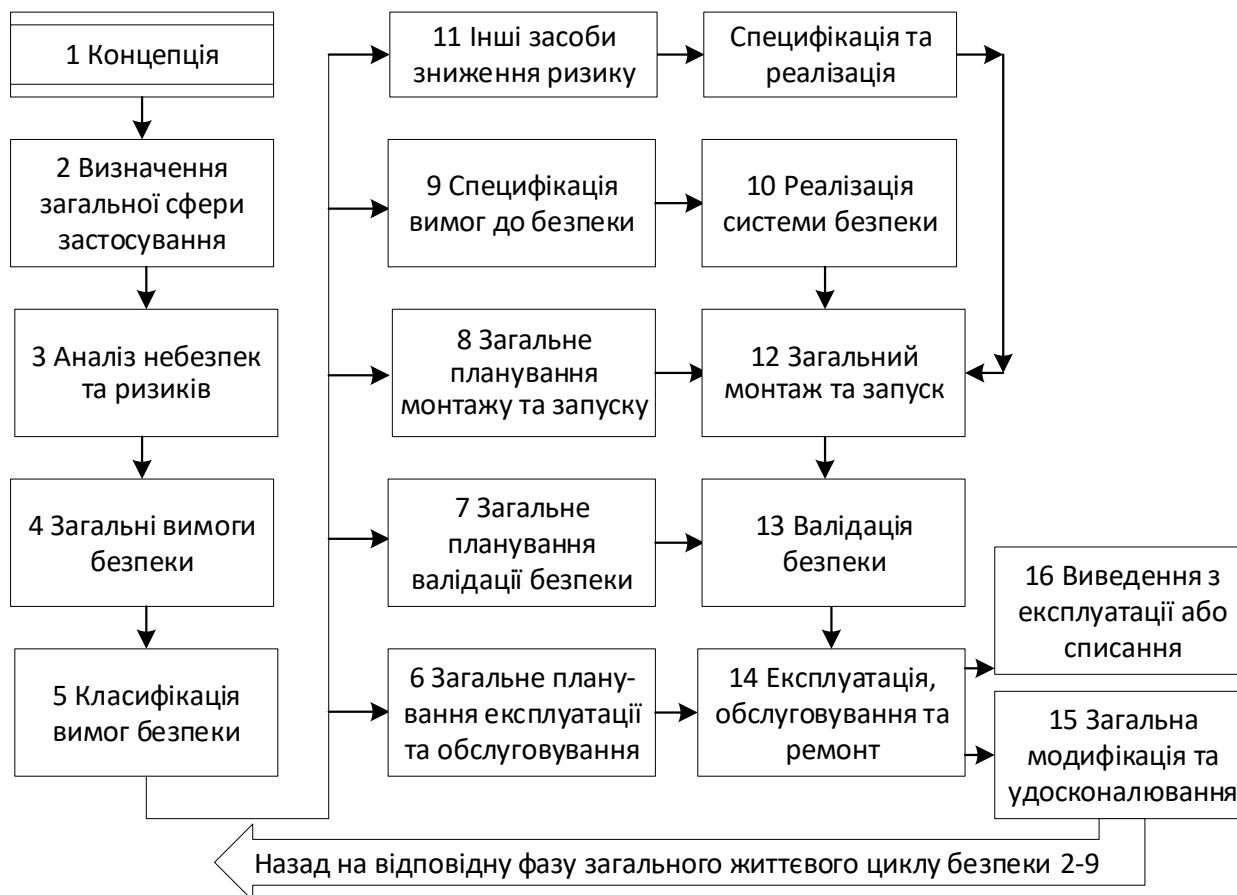 1 Концепція
2 Визначення
загальної сфери
застосування
3 Аналіз небезпек
та ризиків
4 Загальні вимоги
безпеки
5 Класифікація
вимог безпеки
11 Інші засоби
зниження ризику
Специфікація та
реалізація
9 Специфікація
вимог до безпеки
10 Реалізація
системи безпеки
8 Загальне
планування
монтажу та запуску
12 Загальний
монтаж та запуск
7 Загальне
планування
валідації безпеки
13 Валідація
безпеки
6 Загальне плану-
вання експлуатації
та обслуговування
14 Експлуатація,
обслуговування та
ремонт
16 Виведення з
експлуатації або
списання
15 Загальна
модифікація та
удосконалювання
Назад на відповідну фазу загального життєвого циклу безпеки 2-9